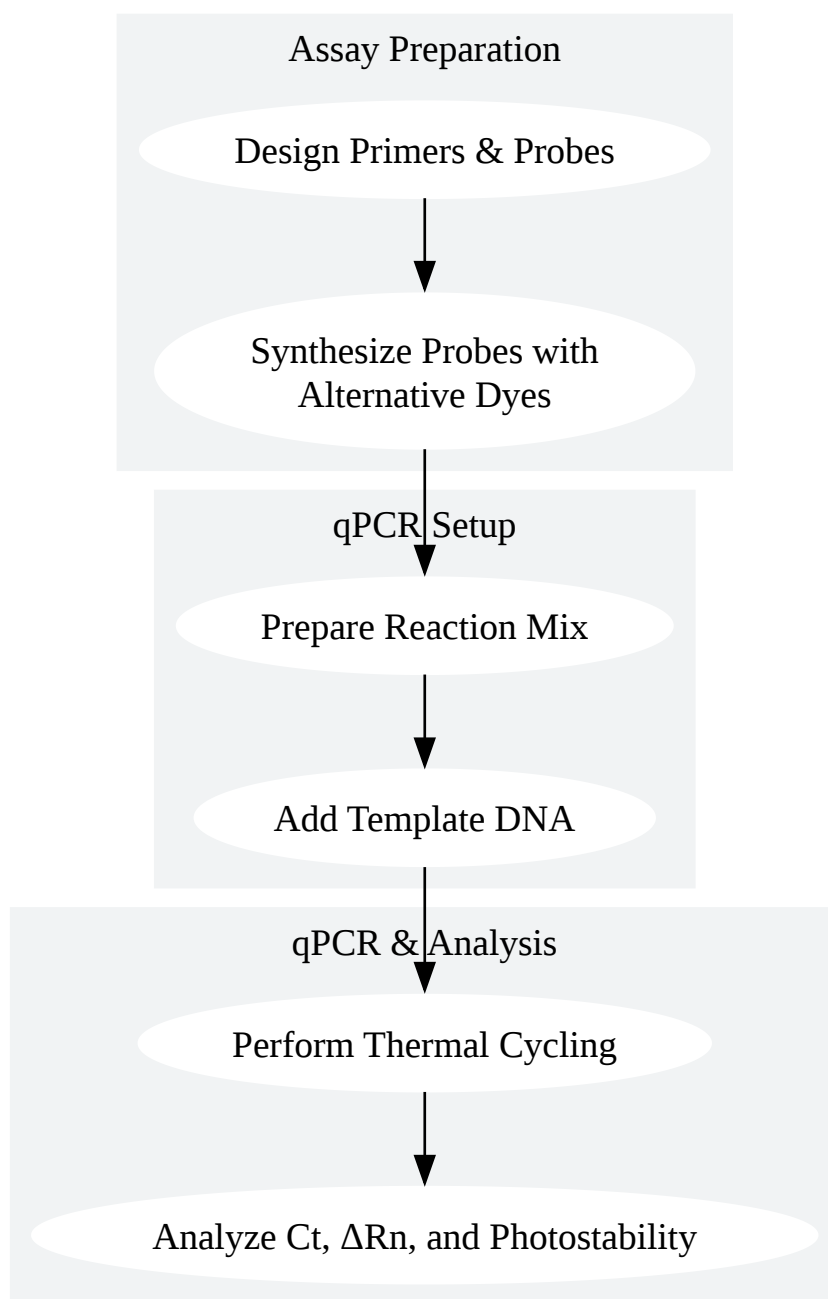 Assay Preparation
Design Primers & Probes
Synthesize Probes with
Alternative Dyes
qPCR Setup
Prepare Reaction Mix
Add Template DNA
qPCR & Analysis
Perform Thermal Cycling
Analyze Ct, ΔRn, and Photostability